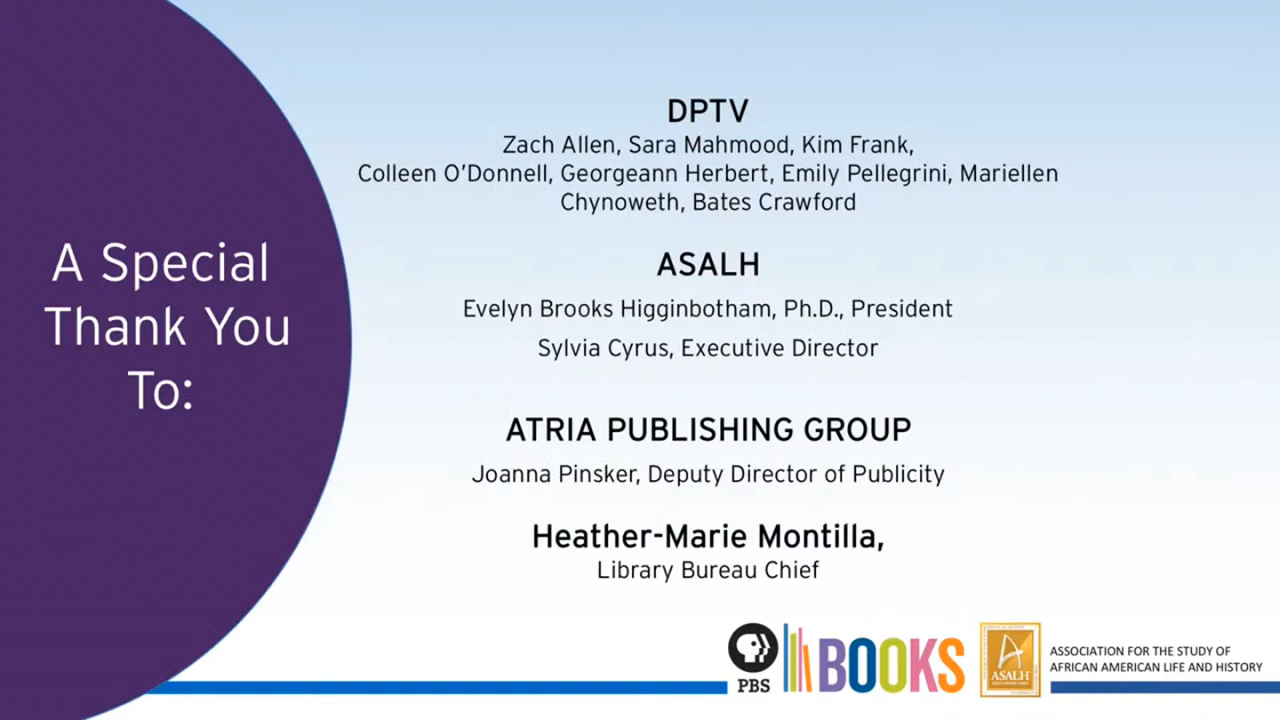 A Special
Thank You
To:
DPTV
Zach Allen, Sara Mahmood, Kim Frank,
Colleen O'Donnell, Georgeann Herbert, Emily Pellegrini, Mariellen
Chynoweth, Bates Crawford
ASALH
Evelyn Brooks Higginbotham, Ph.D., President
Sylvia Cyrus, Executive Director
ATRIA PUBLISHING GROUP
Joanna Pinsker, Deputy Director of Publicity
Heather-Marie Montilla,
Library Bureau Chief
PBS
BOOKS
ASALH
ASSOCIATION FOR THE STUDY OF
AFRICAN AMERICAN LIFE AND HISTORY